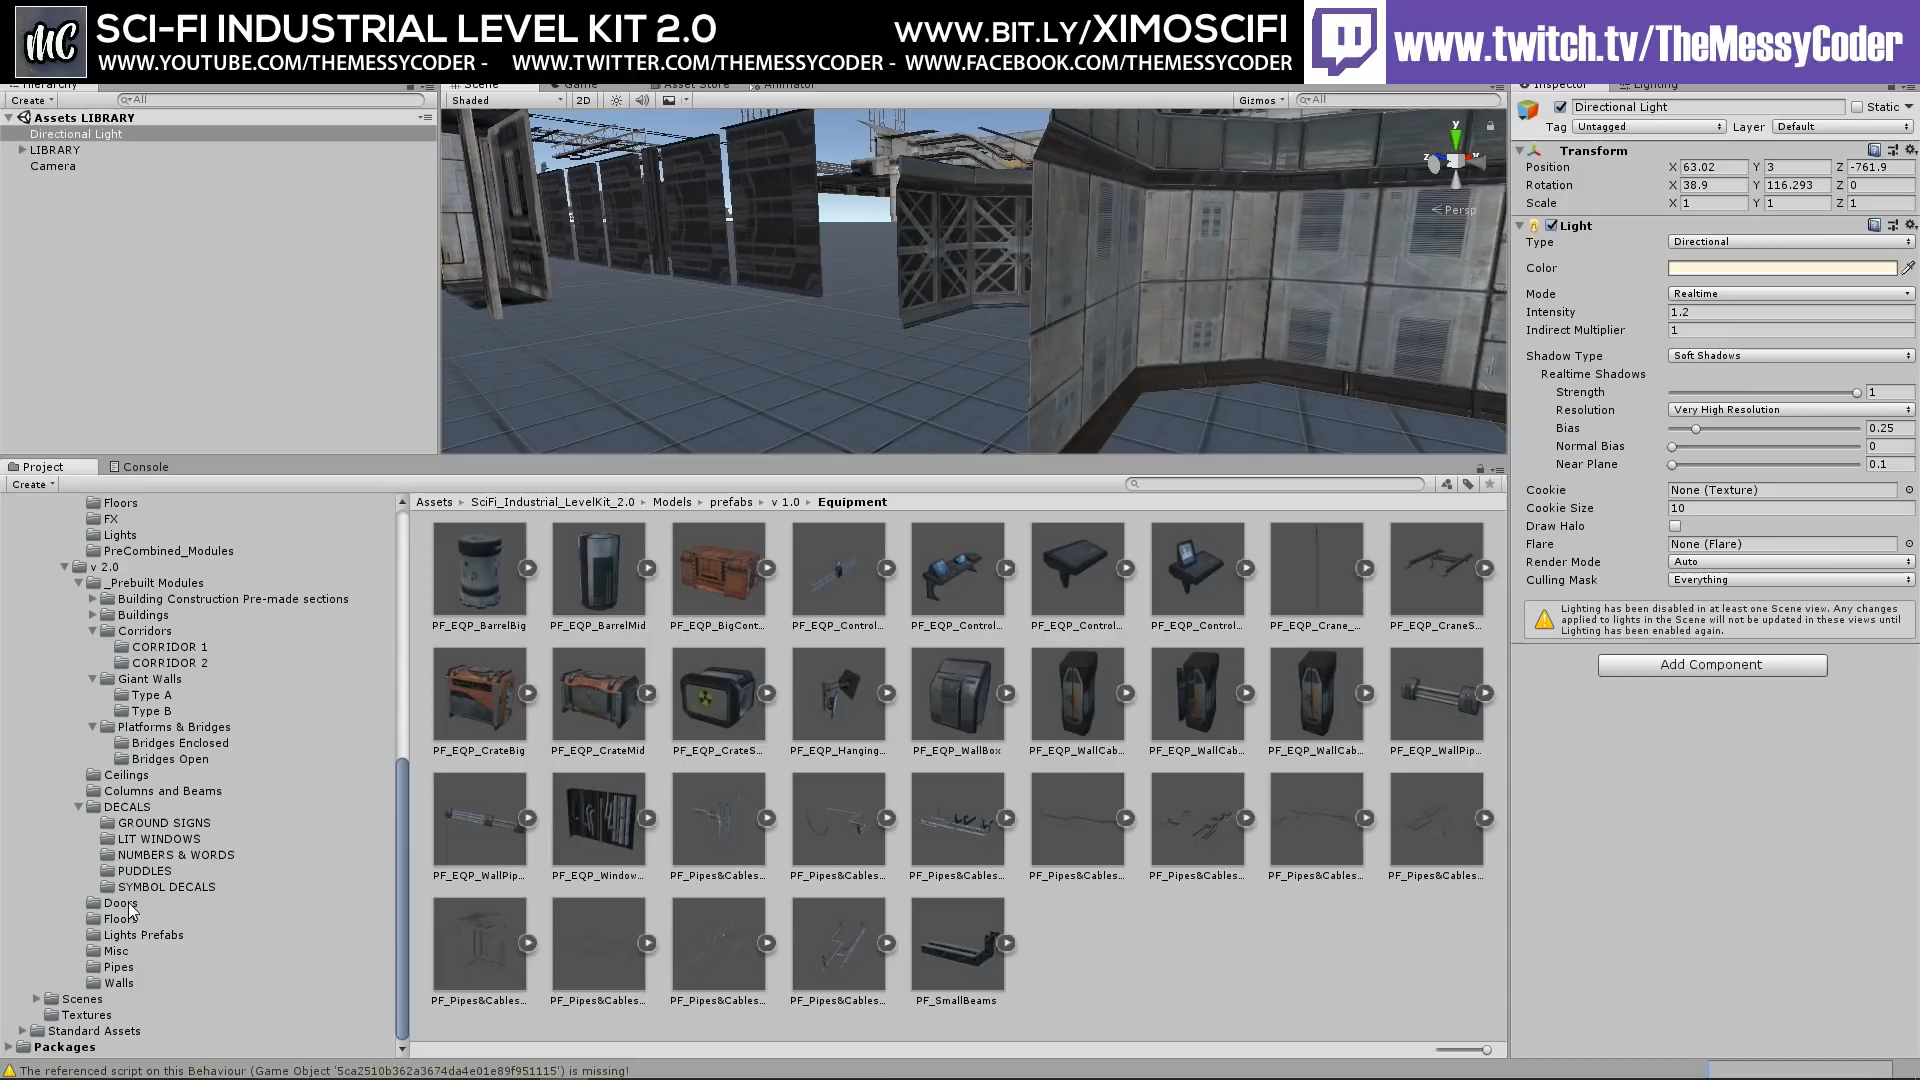 MC
SCI-FI INDUSTRIAL LEVEL KIT 2.0
WWW.BIT.LY/XIMOSCIFI
WWW.YOUTUBE.COM/THEMESSYCODER - WWW.TWITTER.COM/THEMESSYCODER - WWW.FACEBOOK.COM/THEMESSYCODER
www.twitch.tv/TheMessyCoder
Hierarchy
Create
All
Assets LIBRARY
Directional Light
LIBRARY
Camera
Scene
Game
Asset Store
Animator
Shaded
2D
Gizmos
All
y
z
x
Persp
Inspector
Lighting
Directional Light
Static
Tag Untagged Layer Default
Transform
Position X 63.02 Y 3 Z -761.9
Rotation X 38.9 Y 116.293 Z 0
Scale X 1 Y 1 Z 1
Light
Type Directional
Color
Mode Realtime
Intensity 1.2
Indirect Multiplier 1
Shadow Type Soft Shadows
Realtime Shadows
Strength 1
Resolution Very High Resolution
Bias 0.25
Normal Bias 0
Near Plane 0.1
Cookie None (Texture)
Cookie Size 10
Draw Halo
Flare None (Flare)
Render Mode Auto
Culling Mask Everything
Lighting has been disabled in at least one Scene view. Any changes
applied to lights in the Scene will not be updated in these views until
Lighting has been enabled again.
Add Component
Project
Console
Create
Floors
FX
Lights
PreCombined_Modules
v 2.0
_Prebuilt Modules
Building Construction Pre-made sections
Buildings
Corridors
CORRIDOR 1
CORRIDOR 2
Giant Walls
Type A
Type B
Platforms & Bridges
Bridges Enclosed
Bridges Open
Ceilings
Columns and Beams
DECALS
GROUND SIGNS
LIT WINDOWS
NUMBERS & WORDS
PUDDLES
SYMBOL DECALS
Doors
Floors
Lights Prefabs
Misc
Pipes
Walls
Scenes
Textures
Standard Assets
Packages
Assets SciFi_Industrial_LevelKit_2.0 Models prefabs v 1.0 Equipment
PF_EQP_BarrelBig PF_EQP_BarrelMid PF_EQP_BigCont... PF_EQP_Control... PF_EQP_Control... PF_EQP_Control... PF_EQP_Control... PF_EQP_Crane_... PF_EQP_CraneS...
PF_EQP_CrateBig PF_EQP_CrateMid PF_EQP_CrateS... PF_EQP_Hanging... PF_EQP_WallBox PF_EQP_WallCab... PF_EQP_WallCab... PF_EQP_WallCab... PF_EQP_WallPip...
PF_EQP_WallPip... PF_EQP_Window... PF_Pipes&Cables... PF_Pipes&Cables... PF_Pipes&Cables... PF_Pipes&Cables... PF_Pipes&Cables... PF_Pipes&Cables... PF_Pipes&Cables...
PF_Pipes&Cables... PF_Pipes&Cables... PF_Pipes&Cables... PF_Pipes&Cables... PF_SmallBeams
The referenced script on this Behaviour (Game Object '5ca2510b362a3674da4e01e89f951115') is missing!